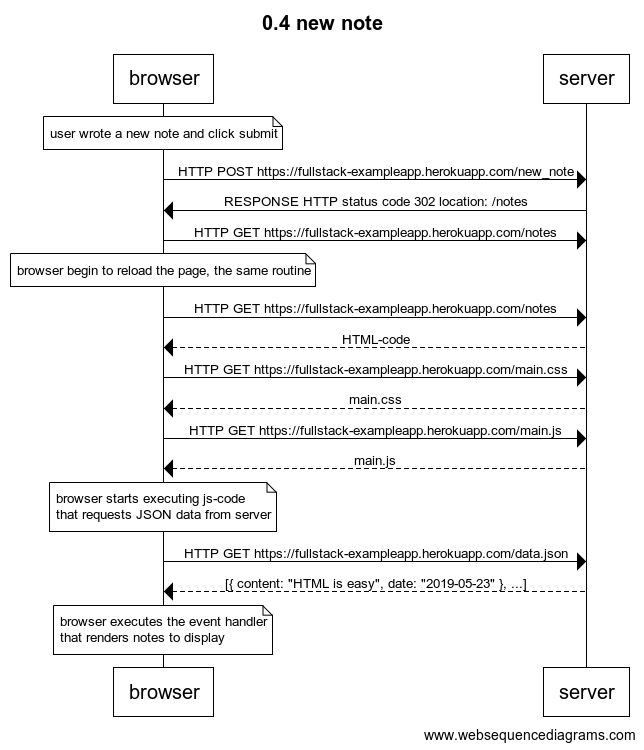 0.4 new note
browser
server
user wrote a new note and click submit
HTTP POST https://fullstack-exampleapp.herokuapp.com/new_note
RESPONSE HTTP status code 302 location: /notes
HTTP GET https://fullstack-exampleapp.herokuapp.com/notes
browser begin to reload the page, the same routine
HTTP GET https://fullstack-exampleapp.herokuapp.com/notes
HTML-code
HTTP GET https://fullstack-exampleapp.herokuapp.com/main.css
main.css
HTTP GET https://fullstack-exampleapp.herokuapp.com/main.js
main.js
browser starts executing js-code
that requests JSON data from server
HTTP GET https://fullstack-exampleapp.herokuapp.com/data.json
[{ content: "HTML is easy", date: "2019-05-23" }, ...]
browser executes the event handler
that renders notes to display
browser
server
www.websequencediagrams.com